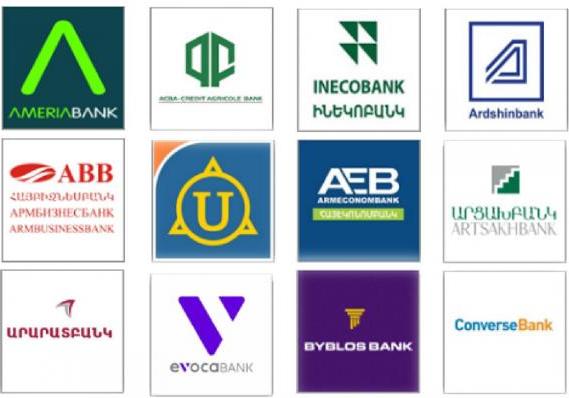 AMERIABANK
ACBA-CREDIT AGRICOLE BANK
INECOBANK
ԻՆԵԿՈԲԱՆԿ
Ardshinbank
ABB
ՀԱՅԲԻԶՆԵՍԲԱՆԿ
АРМБИЗНЕСБАНК
ARMBUSINESSBANK
U
AEB
ARMECONOMBANK
ՀԱՅԷԿՈՆՈՄԲԱՆԿ
ԱՐՑԱԽԲԱՆԿ
ARTSAKHBANK
ԱՐԱՐԱՏԲԱՆԿ
evocaBANK
BYBLOS BANK
ConverseBank